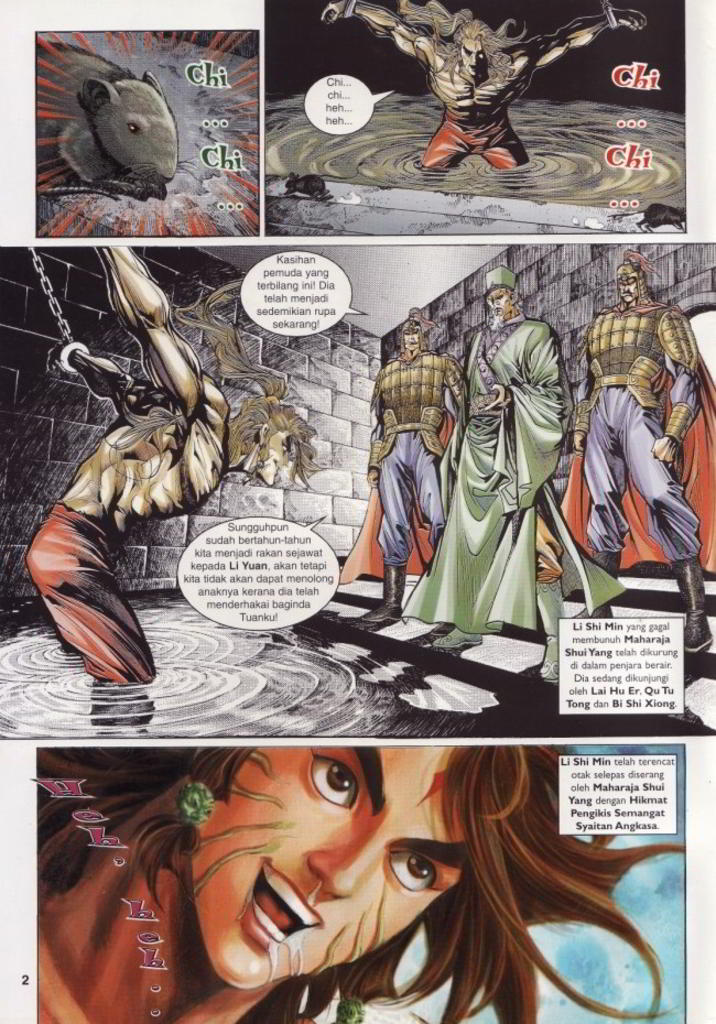 Chi
...
Chi
...
Chi...
chi...
heh...
heh...
Chi
...
Chi
...
Kasihan
pemuda yang
terbilang ini! Dia
telah menjadi
sedemikian rupa
sekarang!
Sungguhpun
sudah bertahun-tahun
kita menjadi rakan sejawat
kepada Li Yuan, akan tetapi
kita tidak akan dapat menolong
anaknya kerana dia telah
menderhakai baginda
Tuanku!
Li Shi Min yang gagal
membunuh Maharaja
Shui Yang telah dikurung
di dalam penjara berair.
Dia sedang dikunjungi
oleh Lai Hu Er, Qu Tu
Tong dan Bi Shi Xiong.
Li Shi Min telah terencat
otak selepas diserang
oleh Maharaja Shui
Yang dengan Hikmat
Pengikis Semangat
Syaitan Angkasa.
Heh,
heh...
2